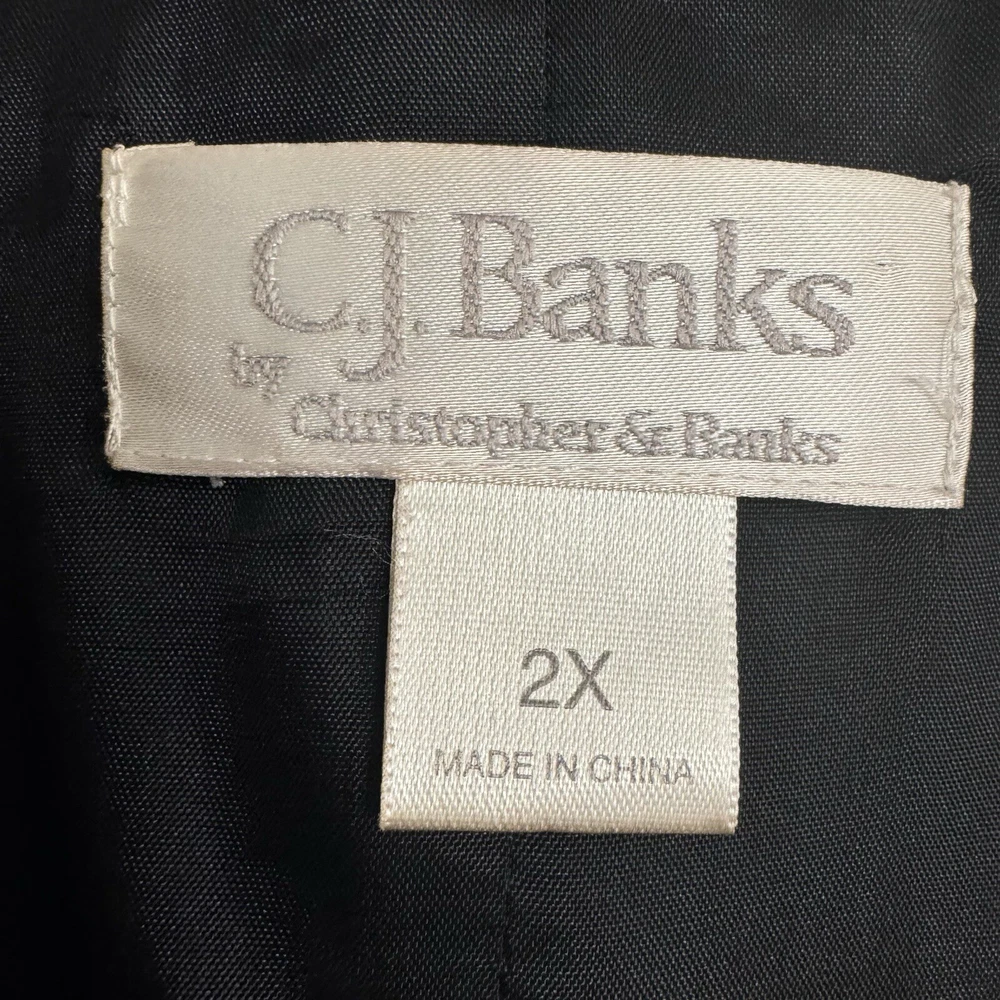 C.J. Banks
by
Christopher & Banks
2X
MADE IN CHINA